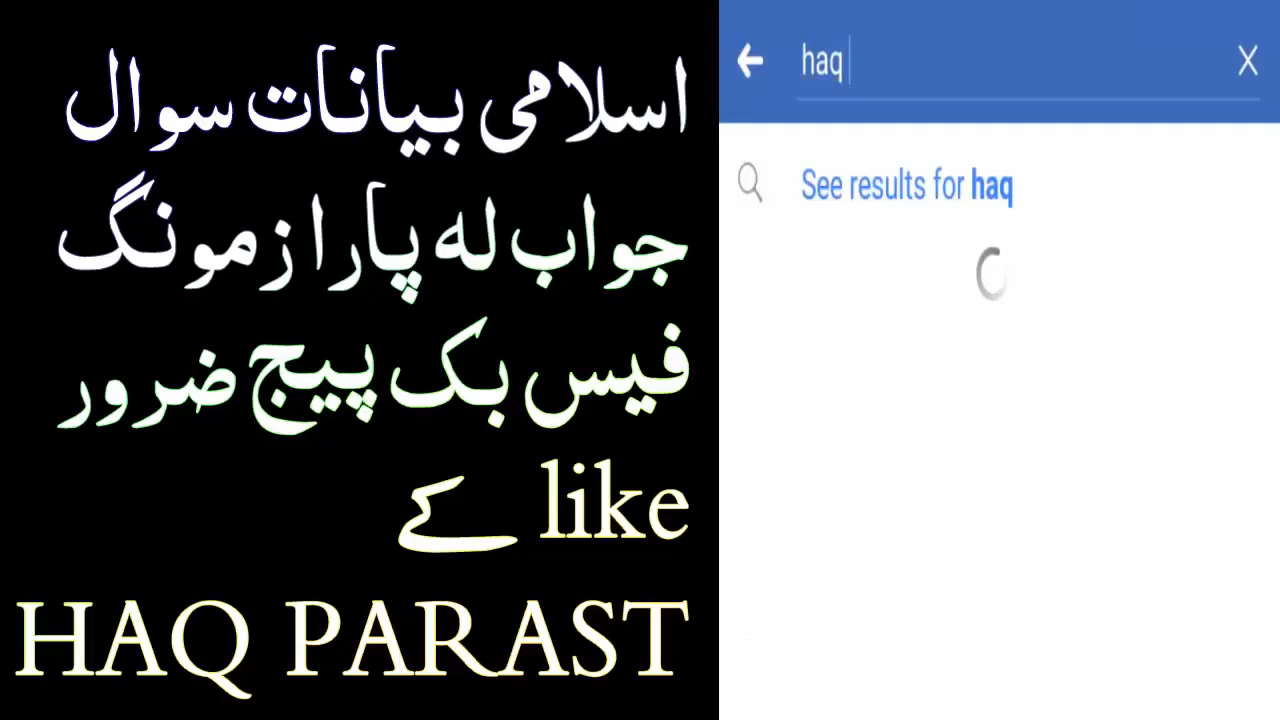 اسلامی بیانات سوال
جواب له پارا زمونگ
فیس بک پیج ضرور
like کے
HAQ PARAST
haq
X
See results for haq